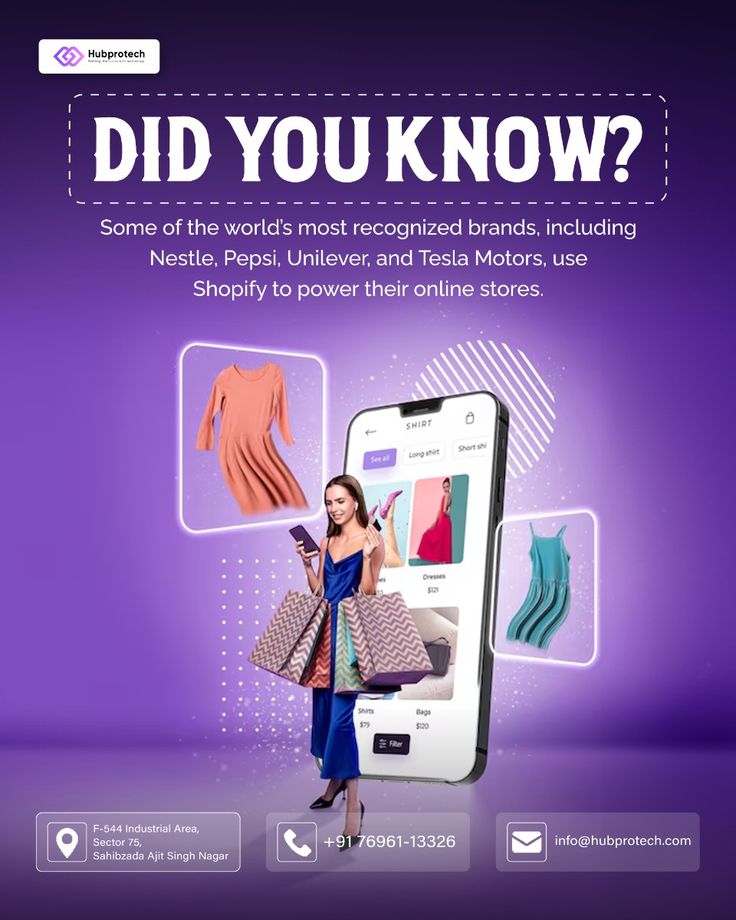 Hubprotech
DID YOU KNOW?
Some of the world's most recognized brands, including
Nestle, Pepsi, Unilever, and Tesla Motors, use
Shopify to power their online stores.
SHIRT
See all
Long shirt
Short shi
Dresses
$121
Shirts
$79
Bags
$120
Filter
F-544 Industrial Area,
Sector 75,
Sahibzada Ajit Singh Nagar
+91 76961-13326
info@hubprotech.com